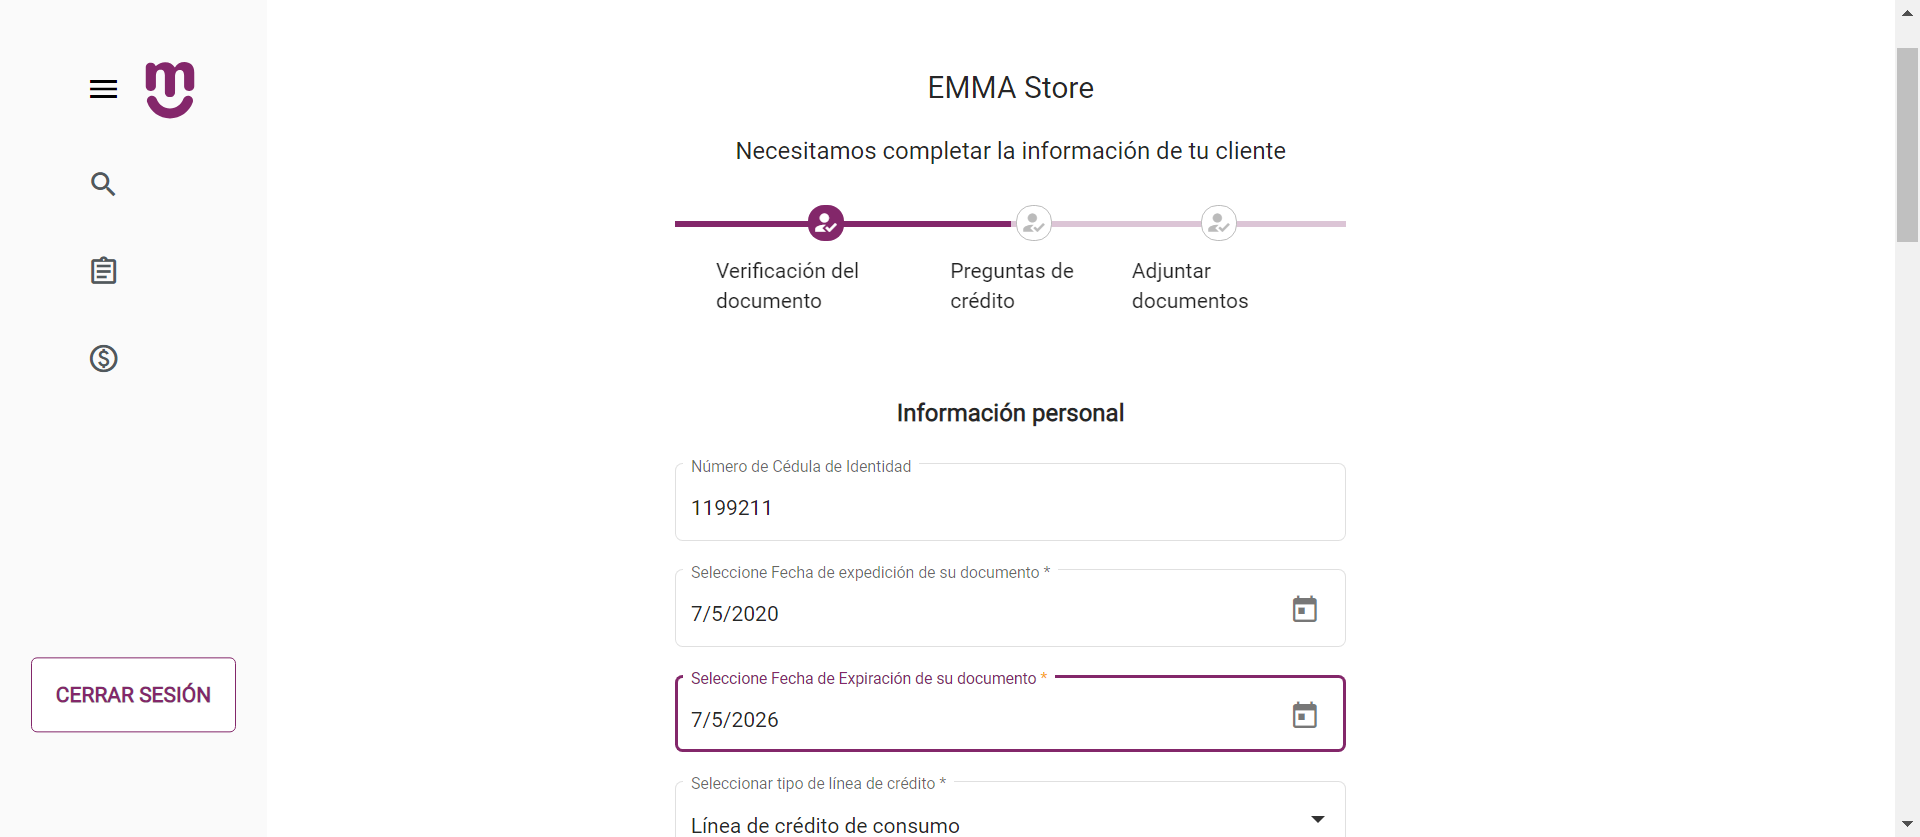 EMMA Store
Necesitamos completar la información de tu cliente
Verificación del
documento
Preguntas de
crédito
Adjuntar
documentos
Información personal
Número de Cédula de Identidad
1199211
Seleccione Fecha de expedición de su documento *
7/5/2020
Seleccione Fecha de Expiración de su documento *
7/5/2026
Seleccionar tipo de línea de crédito *
Línea de crédito de consumo
CERRAR SESIÓN